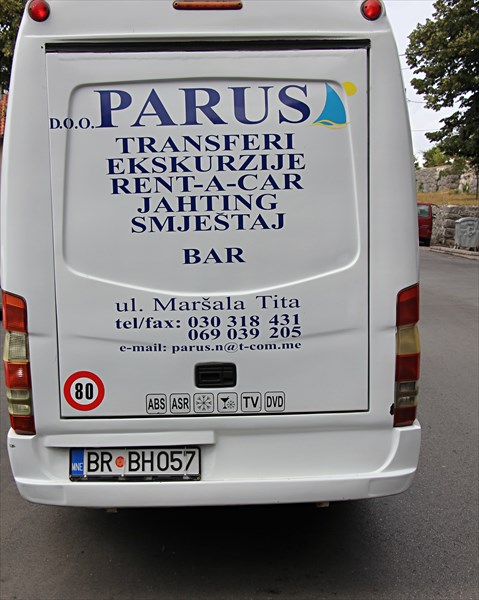 D.O.O. PARUS
TRANSFERI
EKSKURZIJE
RENT-A-CAR
JAHTING
SMJEŠTAJ
BAR
ul. Maršala Tita
tel/fax: 030 318 431
069 039 205
e-mail: parus.n@t-com.me
80
ABS ASR TV DVD
MNE BR BH057